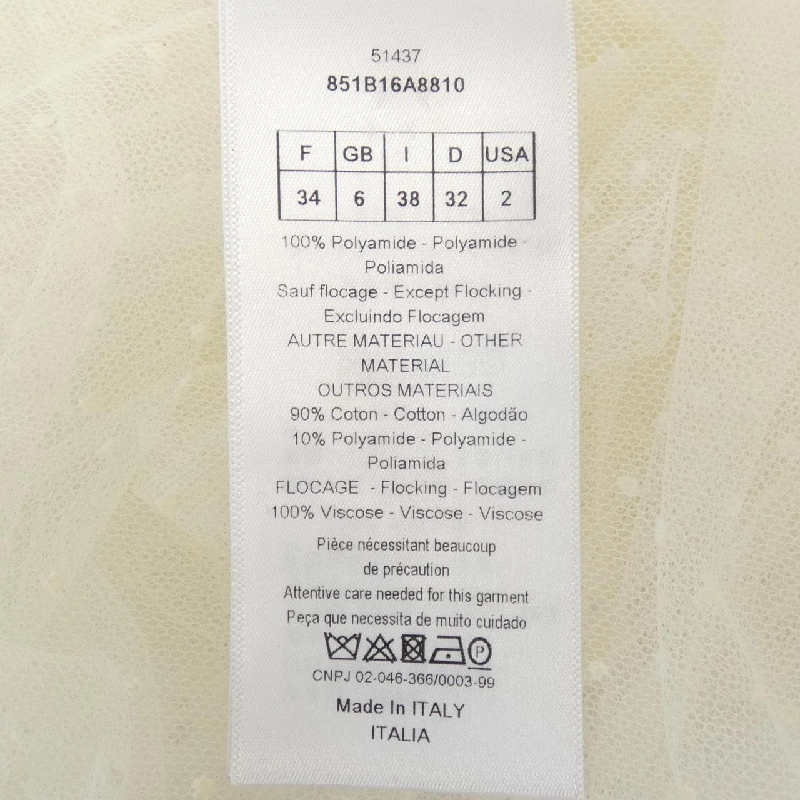 51437
851B16A8810
F GB I D USA
34 6 38 32 2
100% Polyamide - Polyamide -
Poliamida
Sauf flocage - Except Flocking -
Excluindo Flocagem
AUTRE MATERIAU - OTHER
MATERIAL
OUTROS MATERIAIS
90% Coton - Cotton - Algodão
10% Polyamide - Polyamide -
Poliamida
FLOCAGE - Flocking - Flocagem
100% Viscose - Viscose - Viscose
Pièce nécessitant beaucoup
de précaution
Attentive care needed for this garment
Peça que necessita de muito cuidado
P
CNPJ 02-046-366/0003-99
Made In ITALY
ITALIA